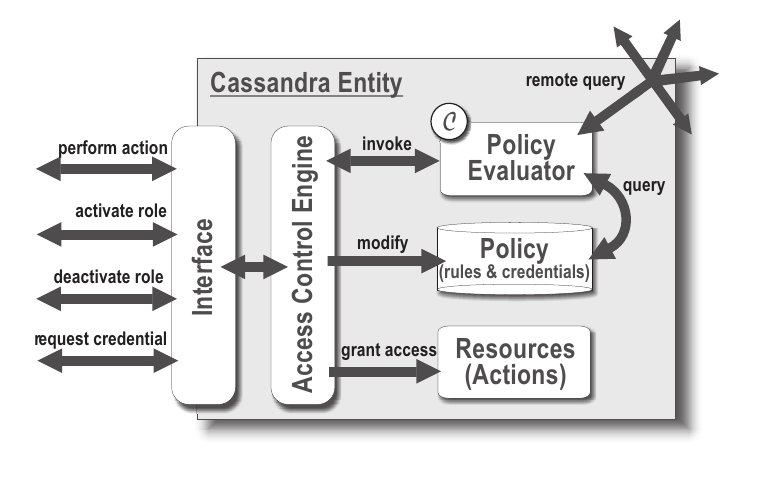 Cassandra Entity
remote query
C
perform action
invoke
Policy
Evaluator
query
activate role
Interface
Access Control Engine
modify
Policy
(rules & credentials)
deactivate role
request credential
grant access
Resources
(Actions)